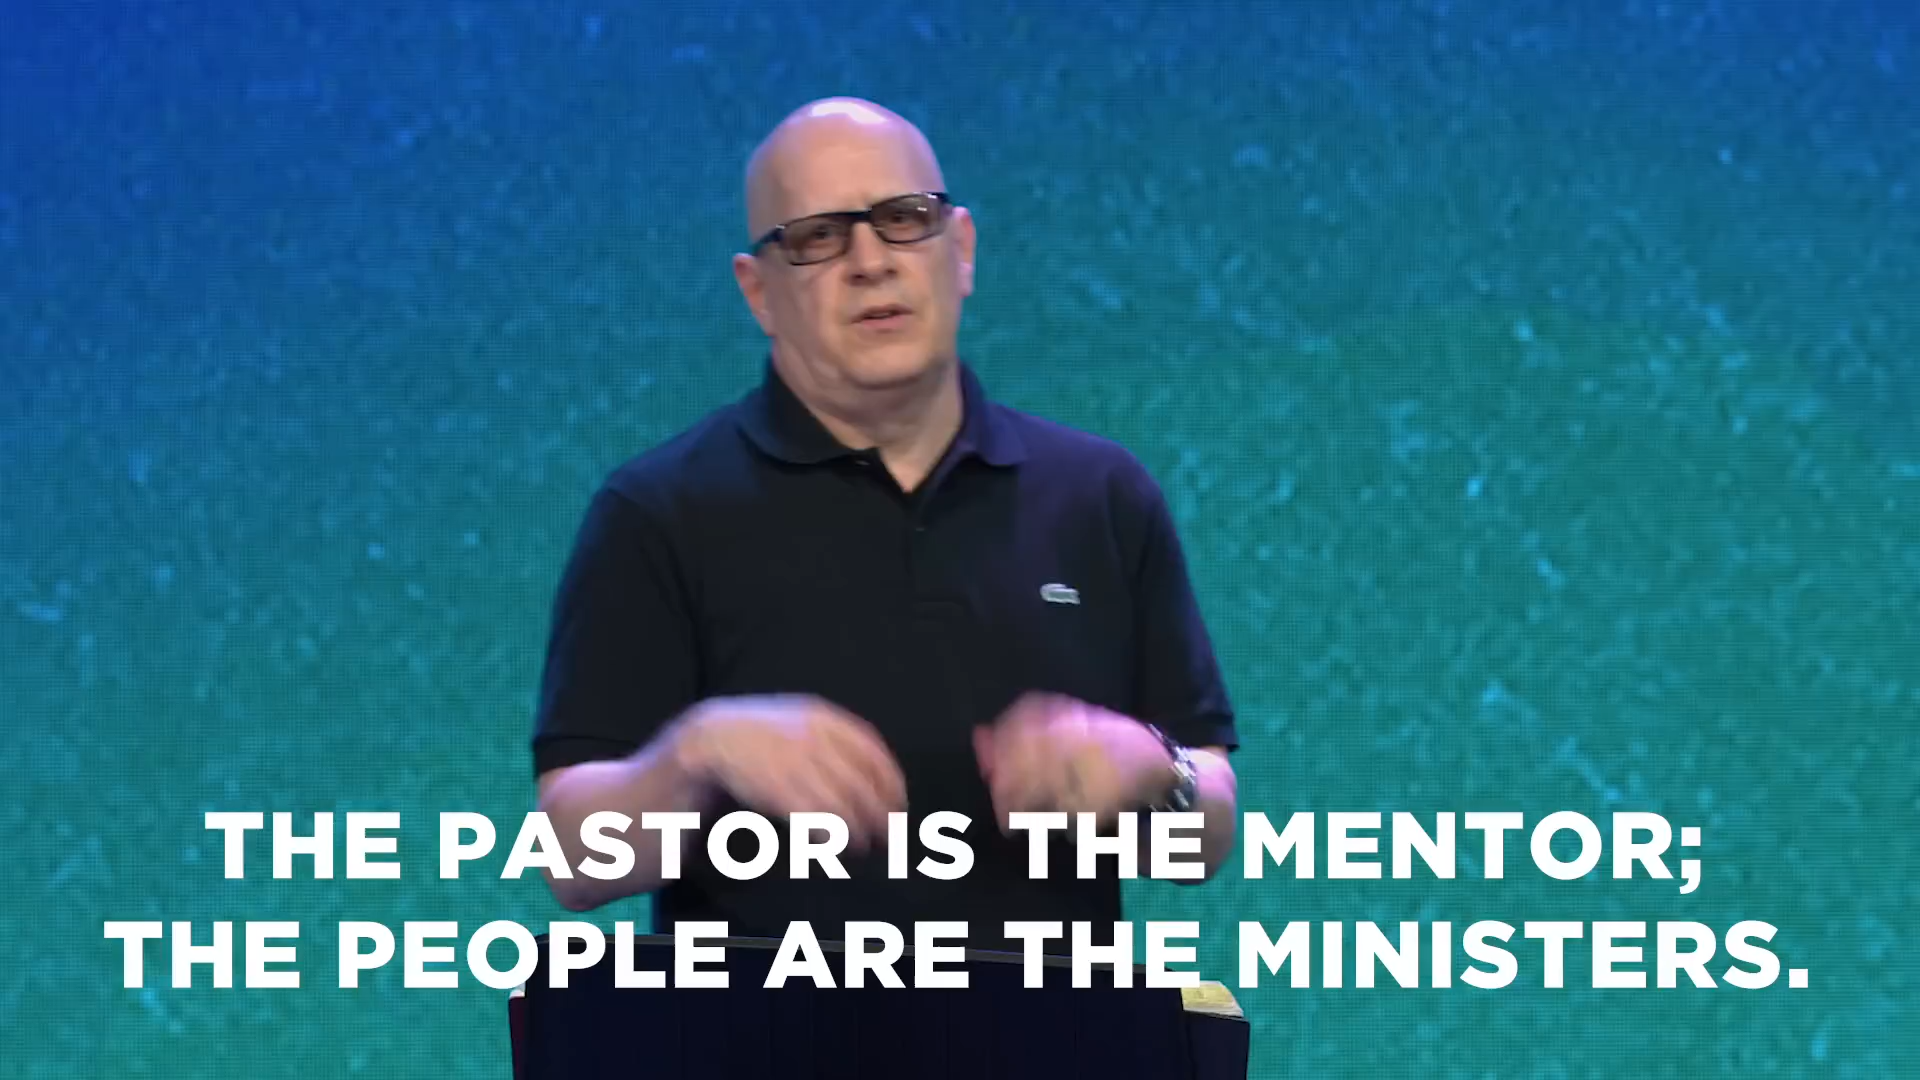 THE PASTOR IS THE MENTOR;
THE PEOPLE ARE THE MINISTERS.